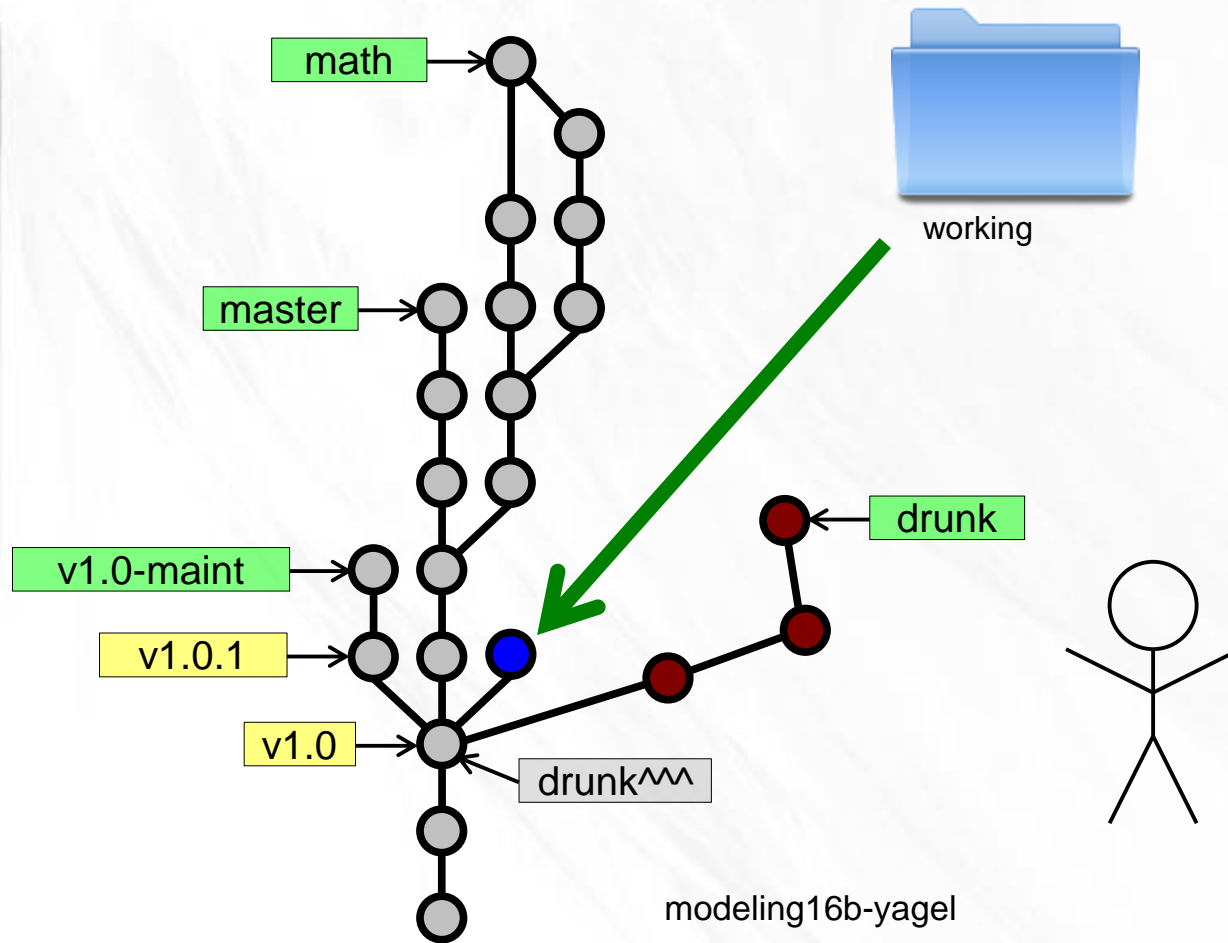 math
working
master
drunk
v1.0-maint
v1.0.1
v1.0
drunk^^^
modeling16b-yagel